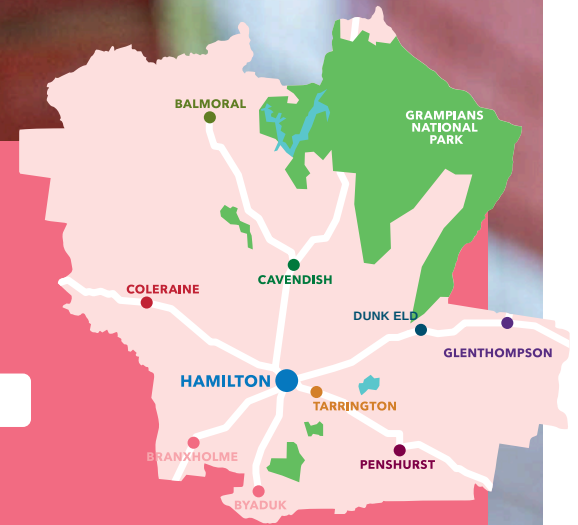 BALMORAL
GRAMPIANS
NATIONAL
PARK
CAVENDISH
COLERAINE
DUNK ELD
GLENTHOMPSON
HAMILTON
TARRINGTON
BRANXHOLME
PENSHURST
BYADUK